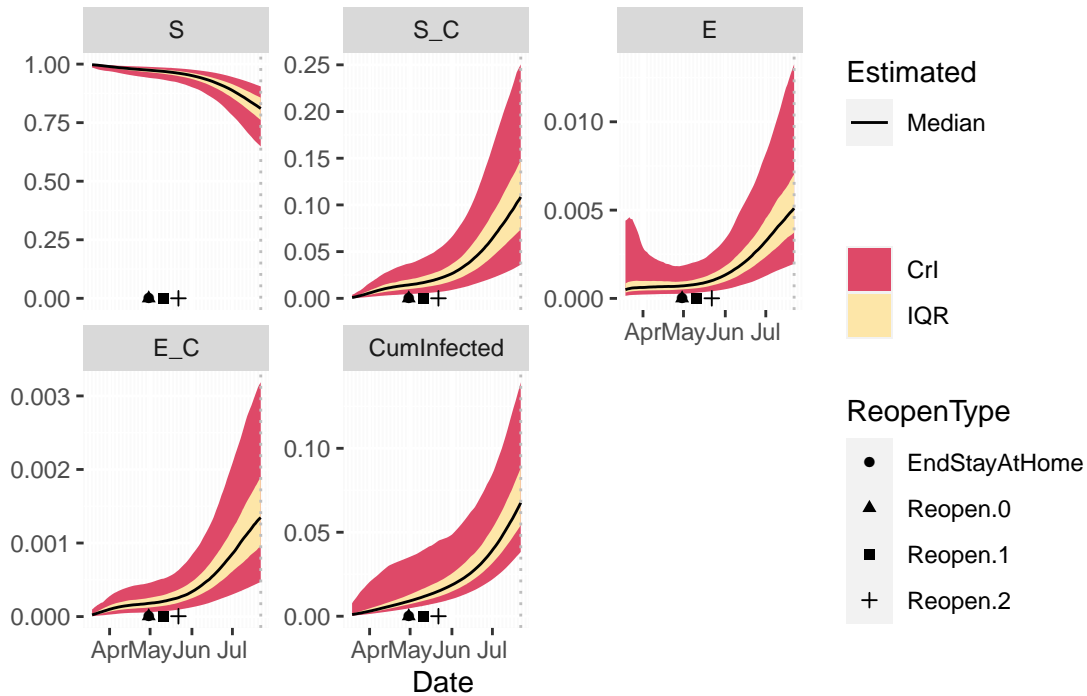 S
S_C
E
1.00
0.75
0.50
0.25
0.00
0.25
0.20
0.15
0.10
0.05
0.00
0.010
0.005
0.000
Apr May Jun Jul
E_C
CumInfected
0.003
0.002
0.001
0.000
Apr May Jun Jul
0.10
0.05
0.00
Apr May Jun Jul
Date
Estimated
Median
CrI
IQR
ReopenType
EndStayAtHome
Reopen.0
Reopen.1
Reopen.2